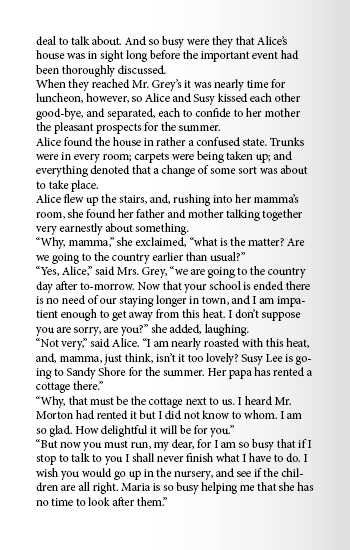 deal to talk about. And so busy were they that Alice’s
house was in sight long before the important event had
been thoroughly discussed.
When they reached Mr. Grey’s it was nearly time for
luncheon, however, so Alice and Susy kissed each other
good-bye, and separated, each to confide to her mother
the pleasant prospects for the summer.
Alice found the house in rather a confused state. Trunks
were in every room; carpets were being taken up; and
everything denoted that a change of some sort was about
to take place.
Alice flew up the stairs, and, rushing into her mamma’s
room, she found her father and mother talking together
very earnestly about something.
“Why, mamma,” she exclaimed, “what is the matter? Are
we going to the country earlier than usual?”
“Yes, Alice,” said Mrs. Grey, “we are going to the country
day after to-morrow. Now that your school is ended there
is no need of our staying longer in town, and I am impa-
tient enough to get away from this heat. I don’t suppose
you are sorry, are you?” she added, laughing.
“Not very,” said Alice. “I am nearly roasted with this heat,
and, mamma, just think, isn’t it too lovely? Susy Lee is go-
ing to Sandy Shore for the summer. Her papa has rented a
cottage there.”
“Why, that must be the cottage next to us. I heard Mr.
Morton had rented it but I did not know to whom. I am
so glad. How delightful it will be for you.”
“But now you must run, my dear, for I am so busy that if I
stop to talk to you I shall never finish what I have to do. I
wish you would go up in the nursery, and see if the chil-
dren are all right. Maria is so busy helping me that she has
no time to look after them.”